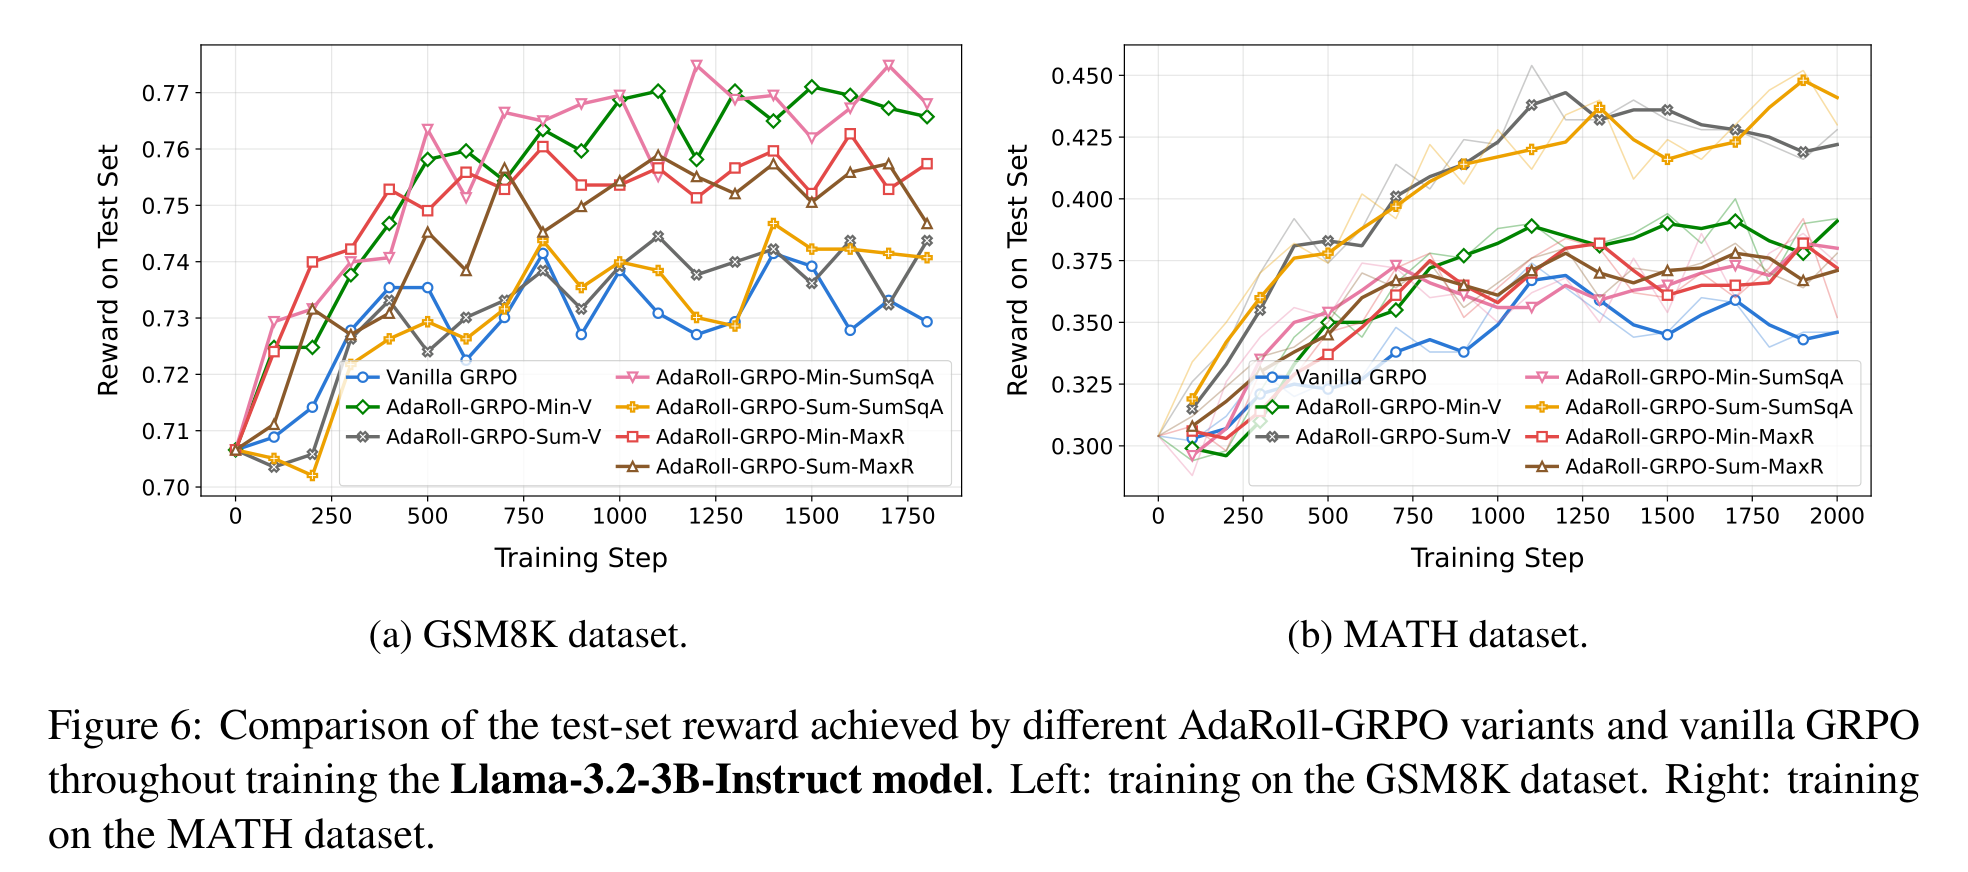 Reward on Test Set
0.77
0.76
0.75
0.74
0.73
0.72
0.71
0.70
0 250 500 750 1000 1250 1500 1750
Training Step
Vanilla GRPO
AdaRoll-GRPO-Min-V
AdaRoll-GRPO-Sum-V
AdaRoll-GRPO-Min-SumSqA
AdaRoll-GRPO-Sum-SumSqA
AdaRoll-GRPO-Min-MaxR
AdaRoll-GRPO-Sum-MaxR
(a) GSM8K dataset.
Reward on Test Set
0.450
0.425
0.400
0.375
0.350
0.325
0.300
0 250 500 750 1000 1250 1500 1750 2000
Training Step
Vanilla GRPO
AdaRoll-GRPO-Min-V
AdaRoll-GRPO-Sum-V
AdaRoll-GRPO-Min-SumSqA
AdaRoll-GRPO-Sum-SumSqA
AdaRoll-GRPO-Min-MaxR
AdaRoll-GRPO-Sum-MaxR
(b) MATH dataset.
Figure 6: Comparison of the test-set reward achieved by different AdaRoll-GRPO variants and vanilla GRPO
throughout training the Llama-3.2-3B-Instruct model. Left: training on the GSM8K dataset. Right: training
on the MATH dataset.